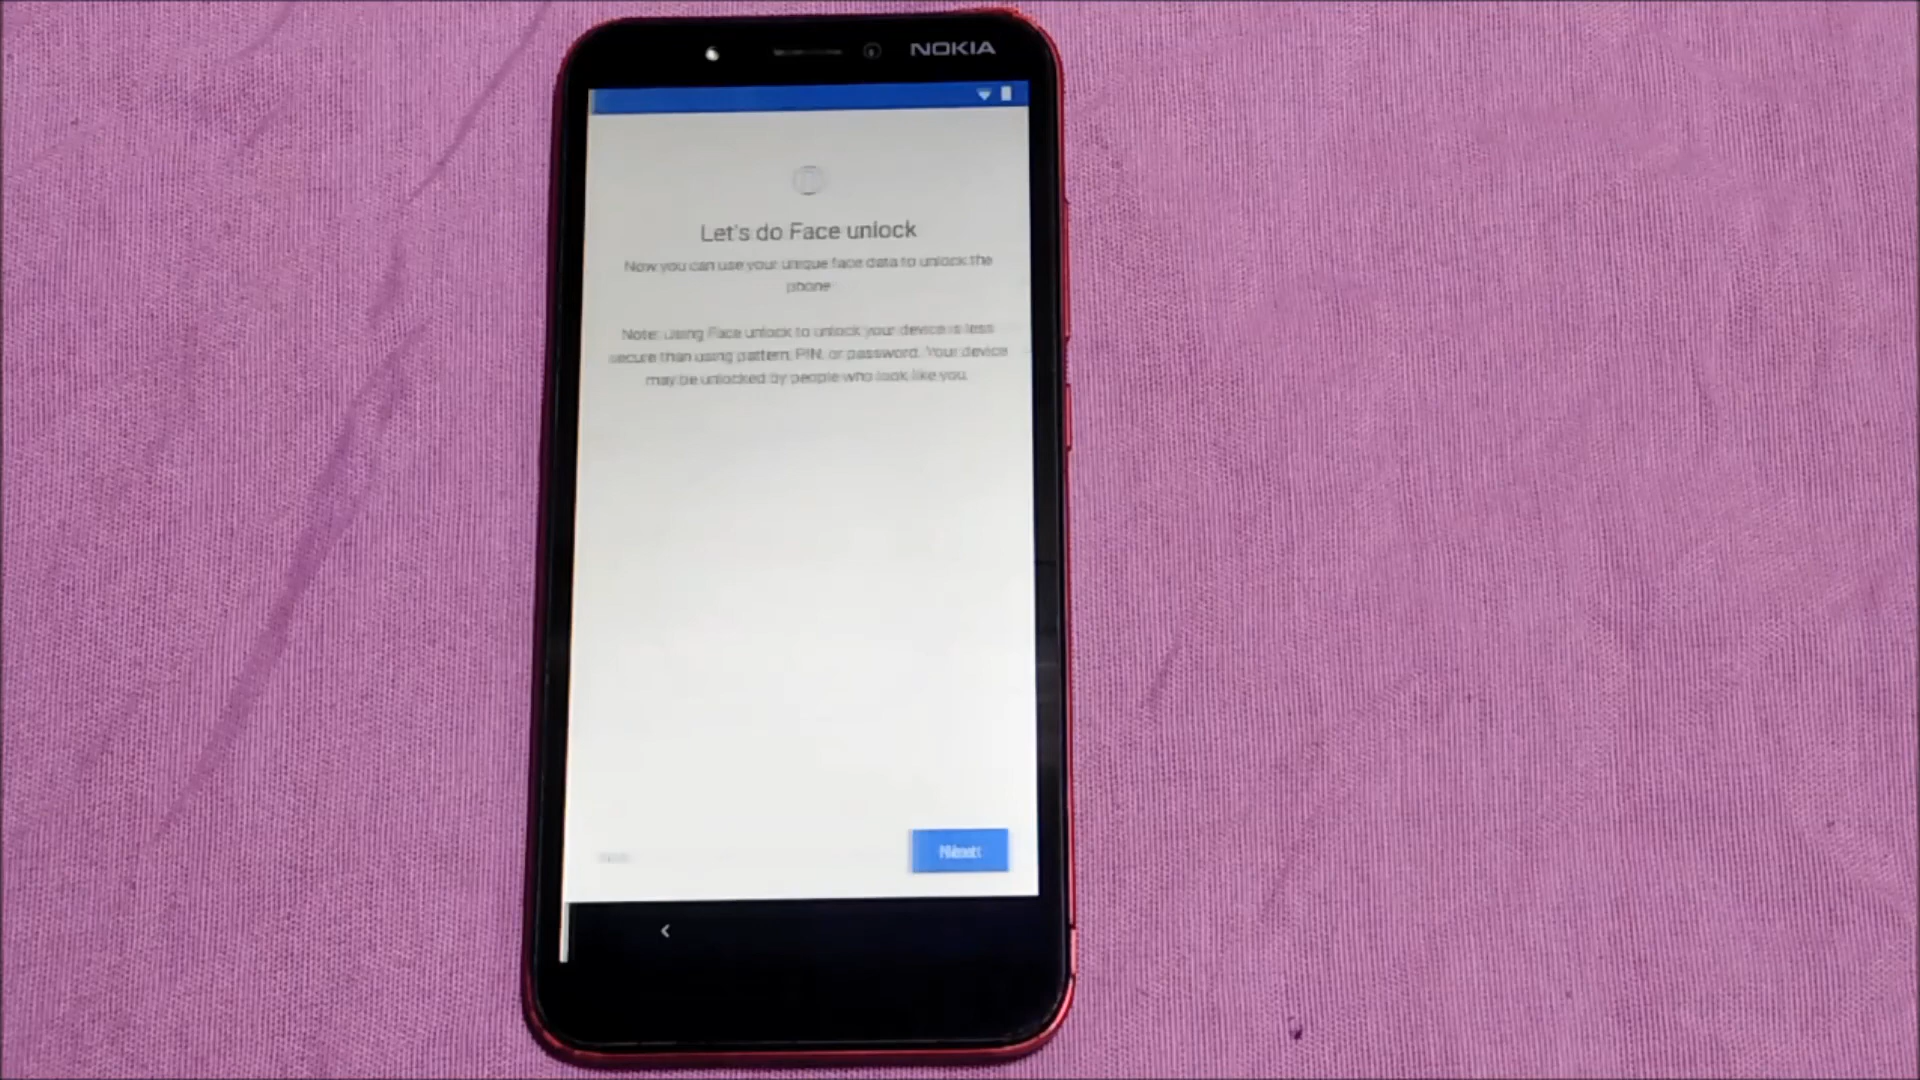 NOKIA
Let's do Face unlock
Now you can use your unique face data to unlock the
phone
Note: using Face unlock to unlock your device is less
secure than using pattern, PIN, or password. Your device
may be unlocked by people who look like you.